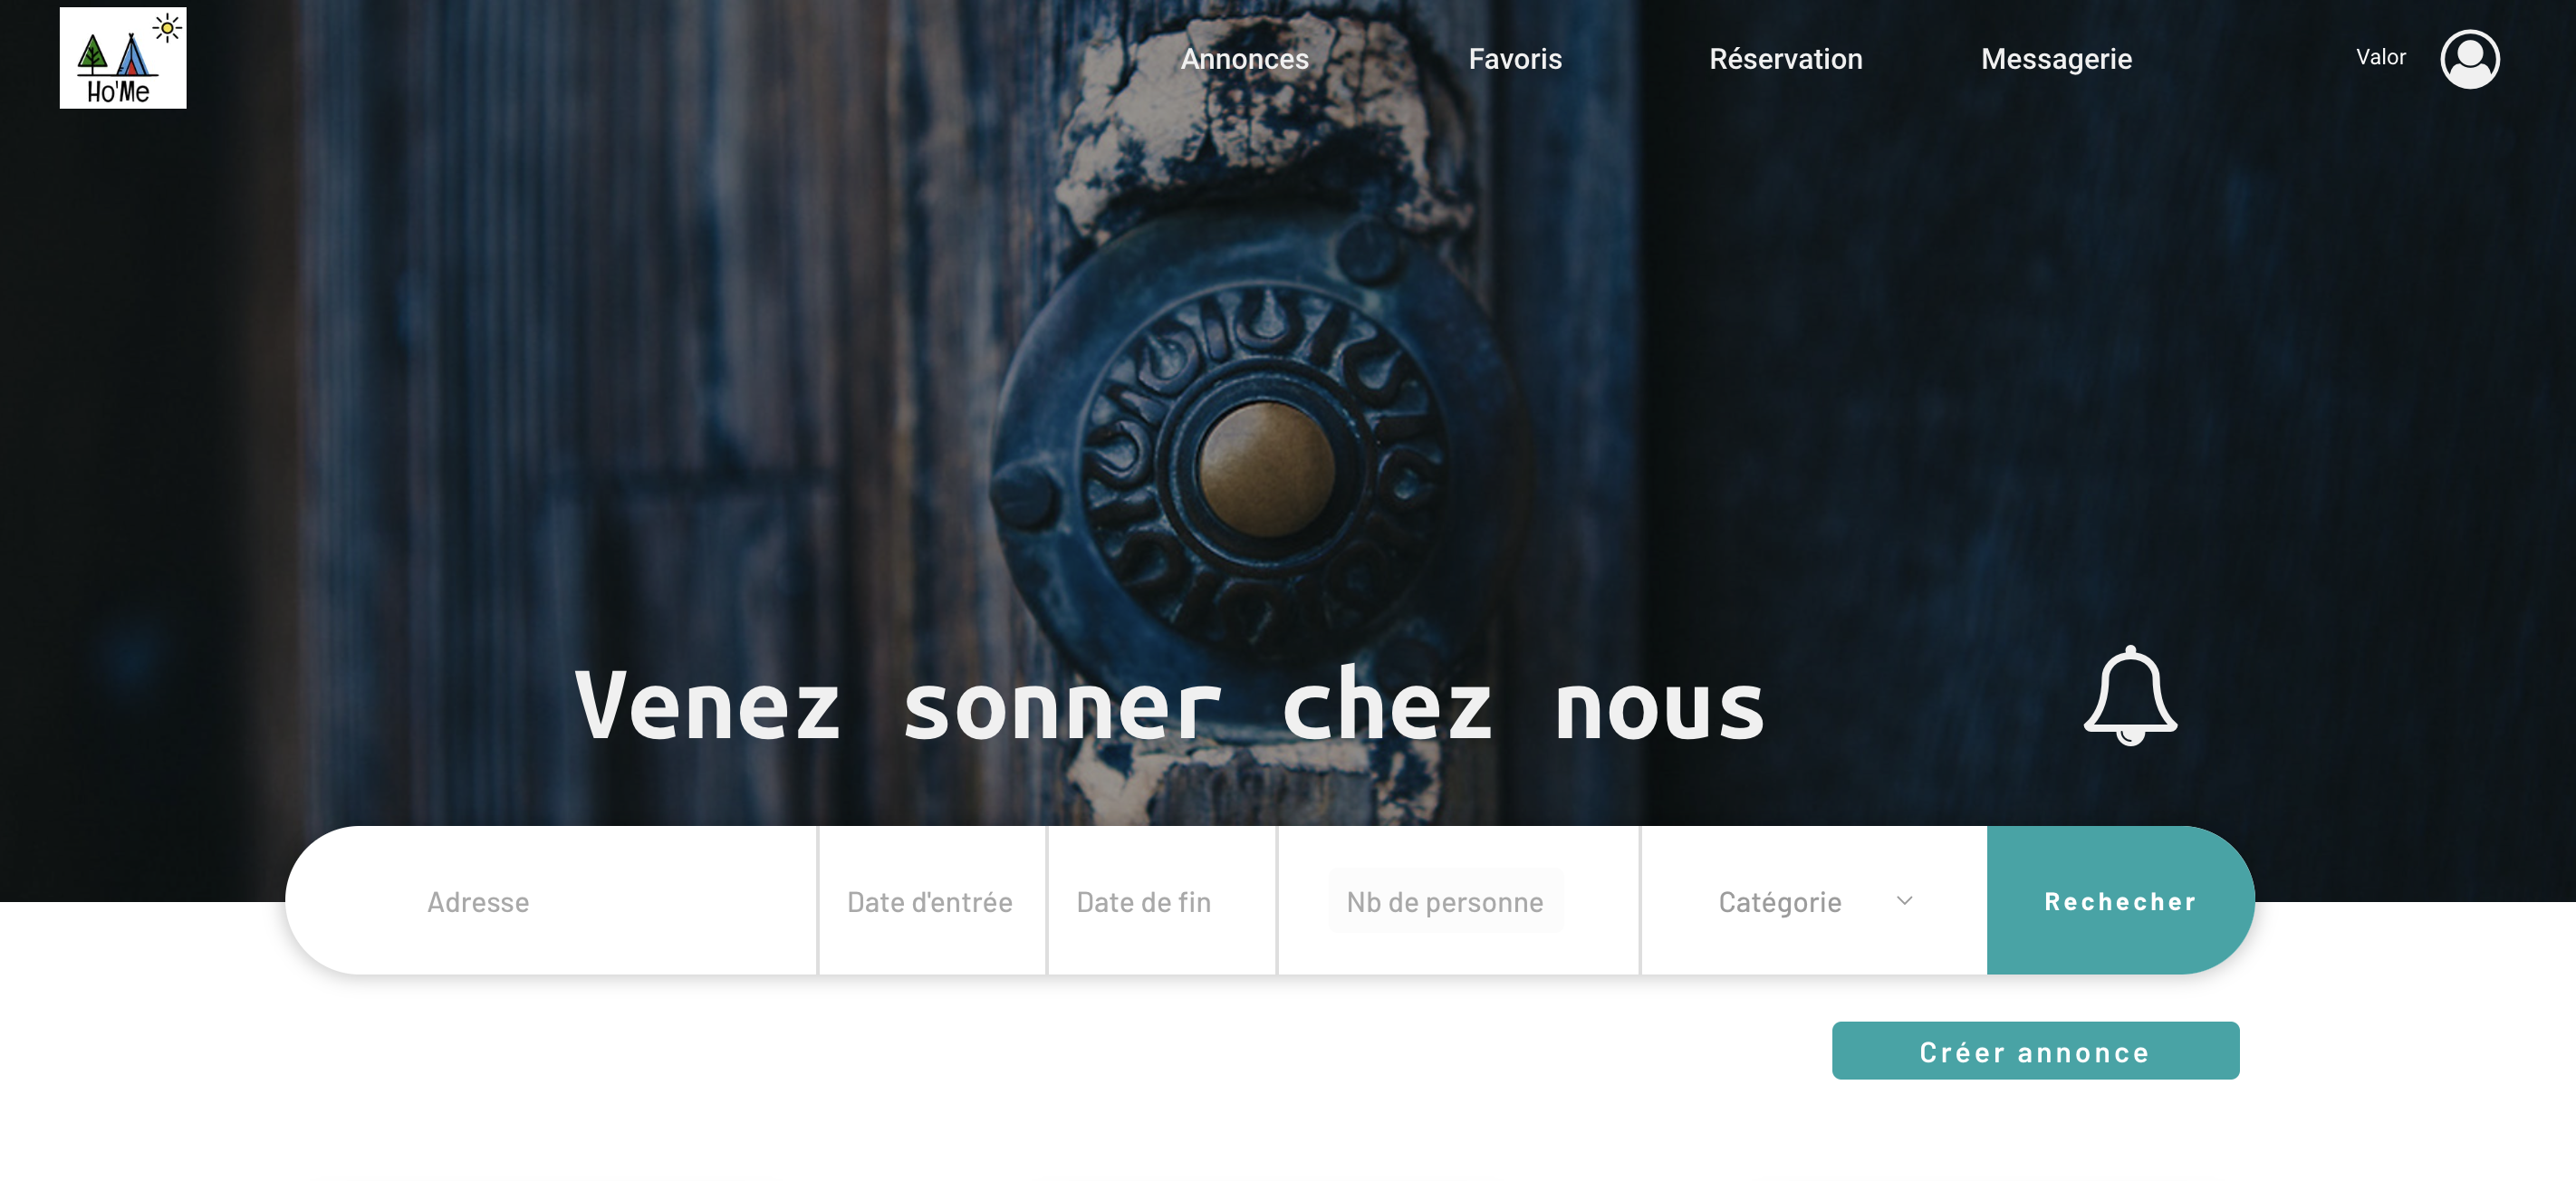 Ho'Me
Annonces Favoris Réservation Messagerie Valor
Venez sonner chez nous
Adresse Date d'entrée Date de fin Nb de personne Catégorie Rechecher
Créer annonce